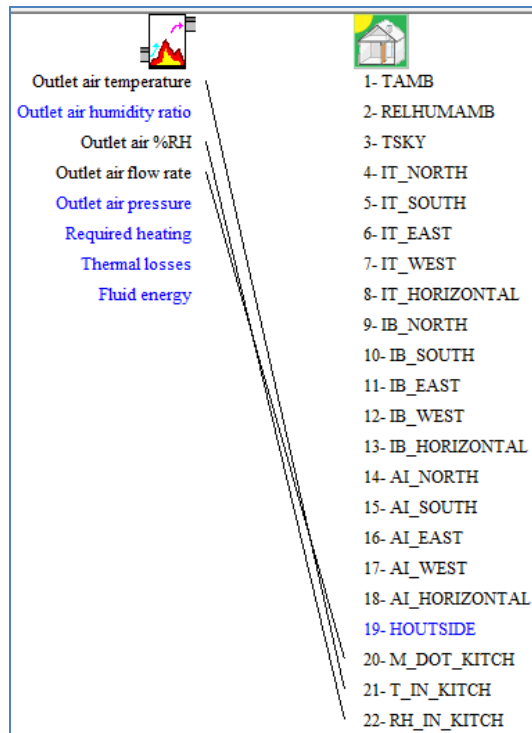 Outlet air temperature
Outlet air humidity ratio
Outlet air %RH
Outlet air flow rate
Outlet air pressure
Required heating
Thermal losses
Fluid energy
1- TAMB
2- RELHUMAMB
3- TSKY
4- IT_NORTH
5- IT_SOUTH
6- IT_EAST
7- IT_WEST
8- IT_HORIZONTAL
9- IB_NORTH
10- IB_SOUTH
11- IB_EAST
12- IB_WEST
13- IB_HORIZONTAL
14- AI_NORTH
15- AI_SOUTH
16- AI_EAST
17- AI_WEST
18- AI_HORIZONTAL
19- HOUTSIDE
20- M_DOT_KITCH
21- T_IN_KITCH
22- RH_IN_KITCH